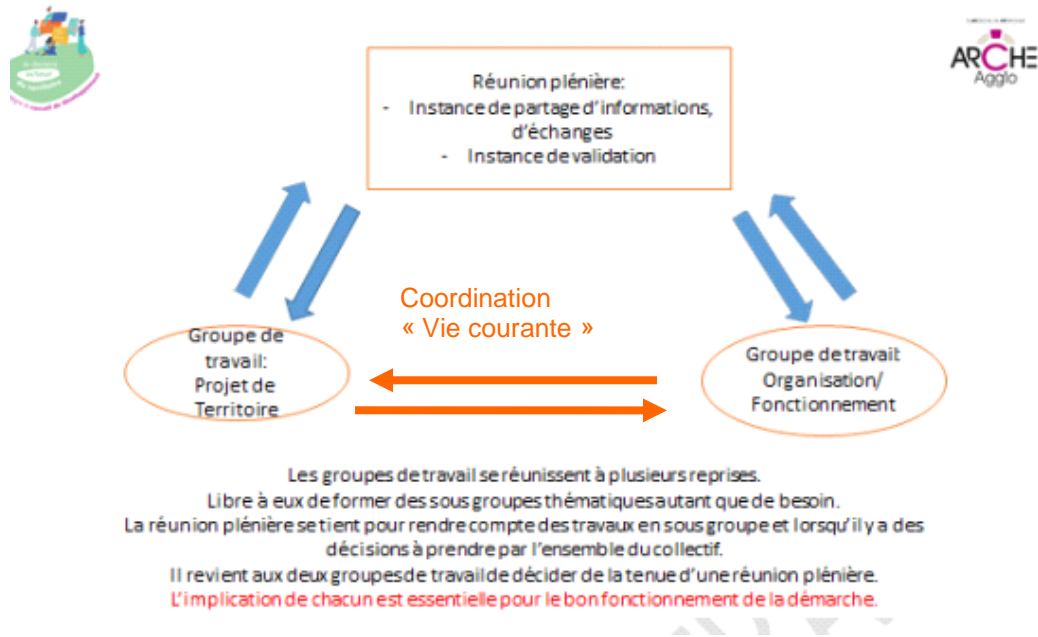 ARCHE
Agglo
Réunion plénière:
- Instance de partage d'informations,
d'échanges
- Instance de validation
Coordination
« Vie courante »
Groupe de
travail:
Projet de
Territoire
Groupe de travail:
Organisation/
Fonctionnement
Les groupes de travail se réunissent à plusieurs reprises.
Libre à eux de former des sous groupes thématiques autant que de besoin.
La réunion plénière se tient pour rendre compte des travaux en sous groupe et lorsqu'il y a des
décisions à prendre par l'ensemble du collectif.
Il revient aux deux groupes de travail de décider de la tenue d'une réunion plénière.
L'implication de chacun est essentielle pour le bon fonctionnement de la démarche.